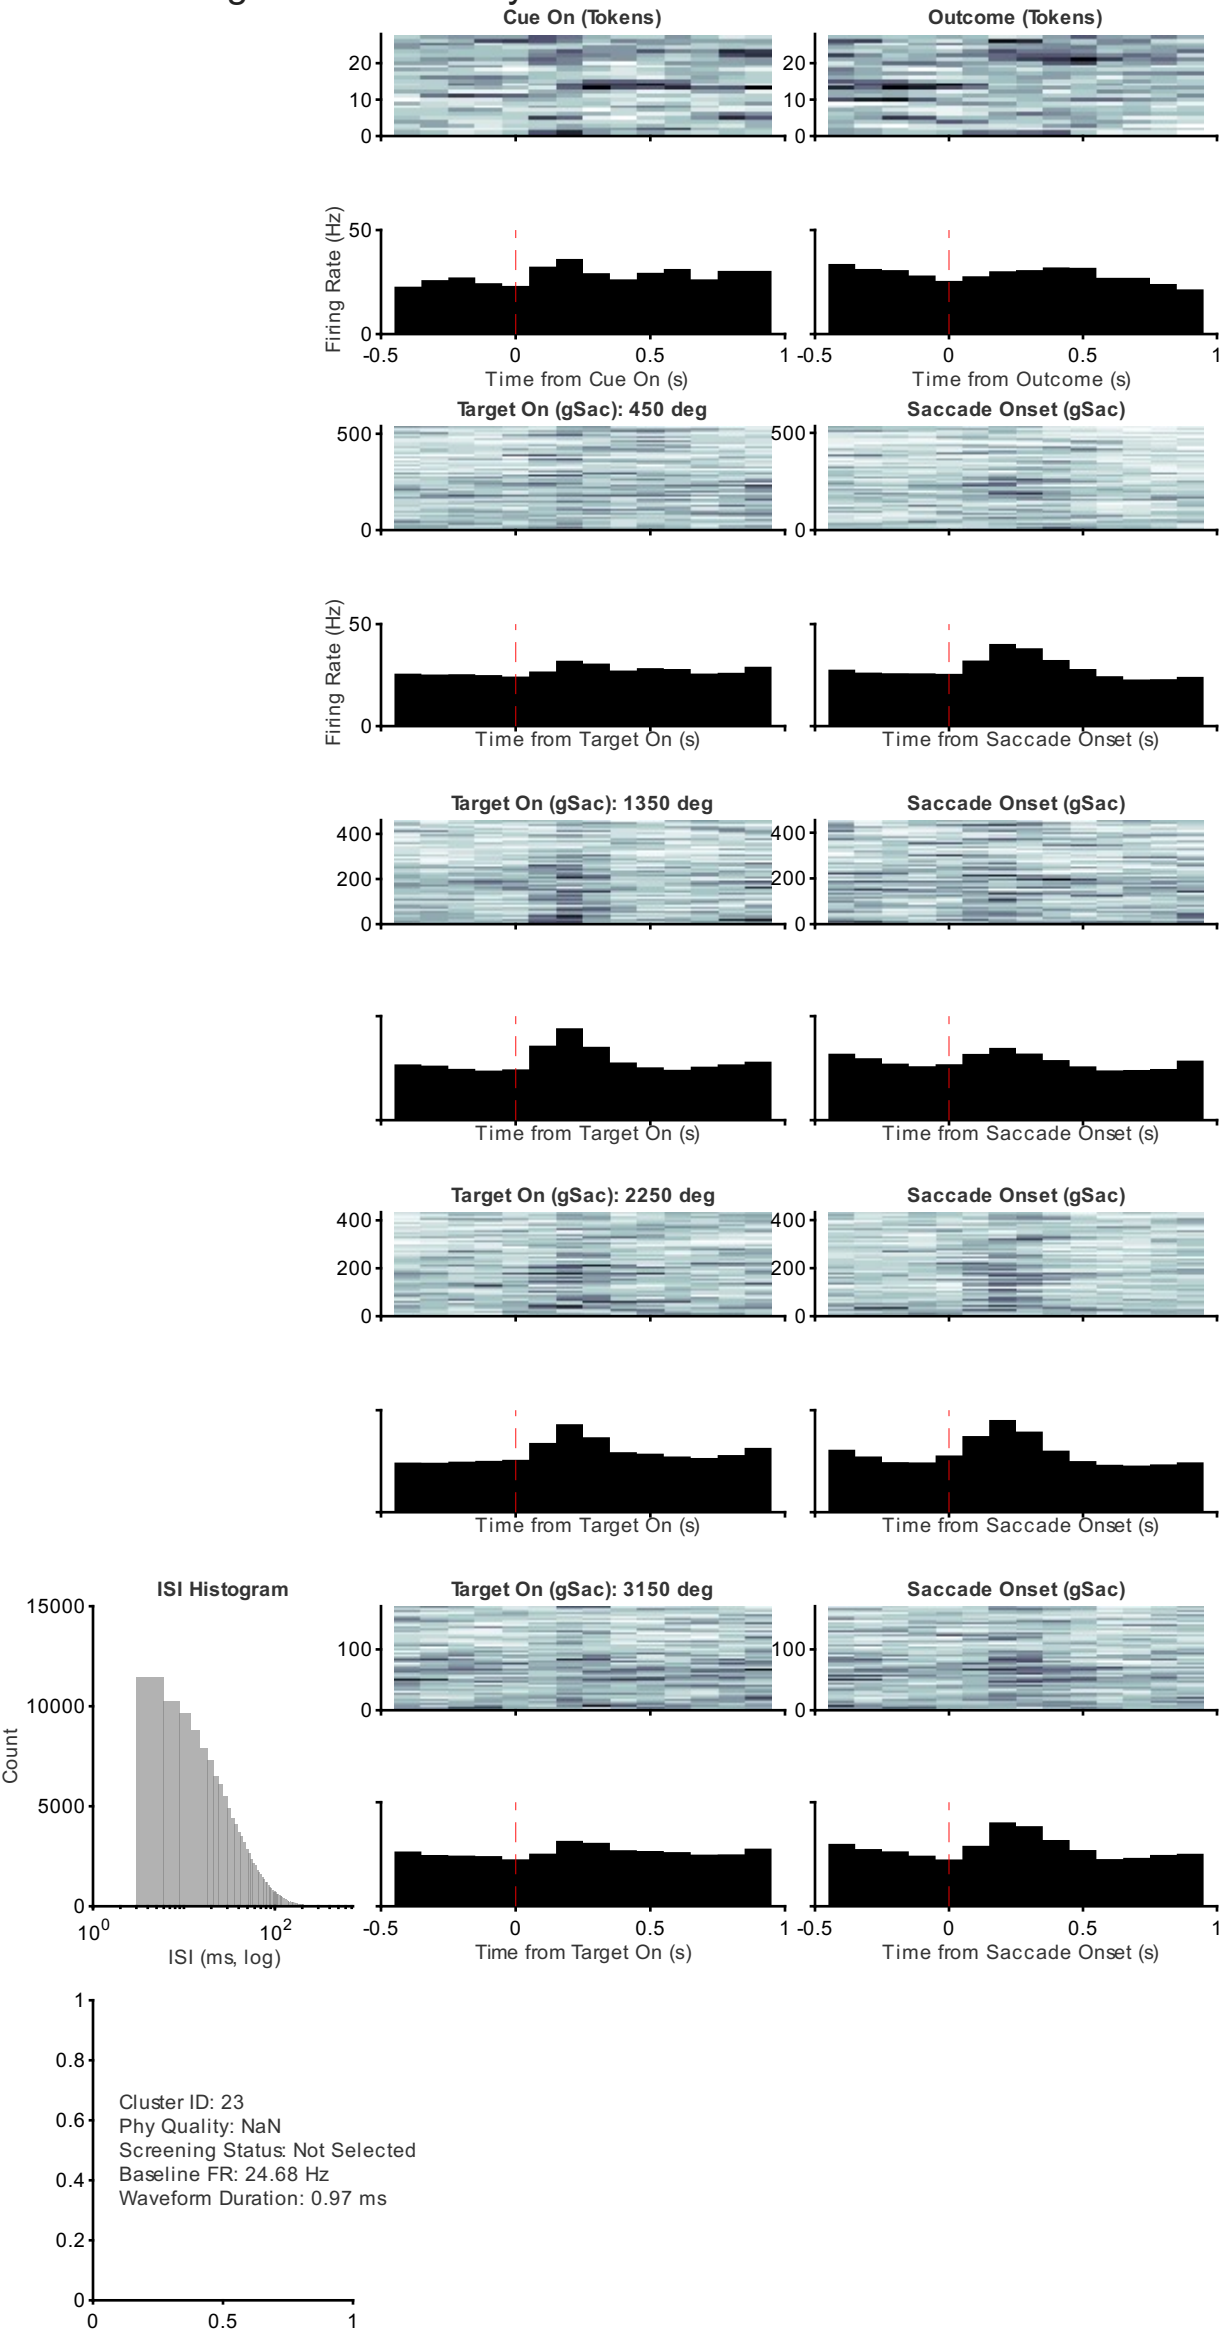 Cue On (Tokens)
Outcome (Tokens)
20
10
0
20
10
0
Firing Rate (Hz)
50
0
-0.5
0
0.5
1
-0.5
0
0.5
1
Time from Cue On (s)
Time from Outcome (s)
Target On (gSac): 450 deg
Saccade Onset (gSac)
500
0
500
0
Firing Rate (Hz)
50
0
Time from Target On (s)
Time from Saccade Onset (s)
Target On (gSac): 1350 deg
Saccade Onset (gSac)
400
200
0
400
200
0
Time from Target On (s)
Time from Saccade Onset (s)
Target On (gSac): 2250 deg
Saccade Onset (gSac)
400
200
0
400
200
0
Time from Target On (s)
Time from Saccade Onset (s)
ISI Histogram
Target On (gSac): 3150 deg
Saccade Onset (gSac)
15000
10000
5000
0
Count
10^0
10^2
ISI (ms, log)
100
0
100
0
-0.5
0
0.5
1
-0.5
0
0.5
1
Time from Target On (s)
Time from Saccade Onset (s)
1
0.8
0.6
0.4
0.2
0
0
0.5
1
Cluster ID: 23
Phy Quality: NaN
Screening Status: Not Selected
Baseline FR: 24.68 Hz
Waveform Duration: 0.97 ms